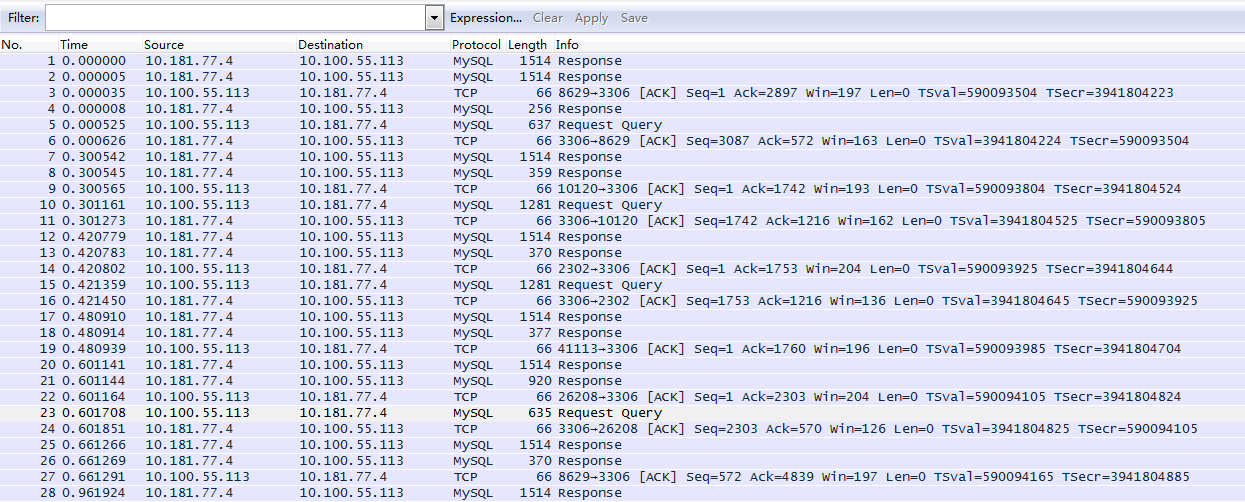 Filter: Expression... Clear Apply Save
No. Time Source Destination Protocol Length Info
1 0.000000 10.181.77.4 10.100.55.113 MySQL 1514 Response
2 0.000005 10.181.77.4 10.100.55.113 MySQL 1514 Response
3 0.000035 10.100.55.113 10.181.77.4 TCP 66 8629→3306 [ACK] Seq=1 Ack=2897 Win=197 Len=0 TSval=590093504 TSecr=3941804223
4 0.000008 10.181.77.4 10.100.55.113 MySQL 256 Response
5 0.000525 10.100.55.113 10.181.77.4 MySQL 637 Request Query
6 0.000626 10.181.77.4 10.100.55.113 TCP 66 3306→8629 [ACK] Seq=3087 Ack=572 Win=163 Len=0 TSval=3941804224 TSecr=590093504
7 0.300542 10.181.77.4 10.100.55.113 MySQL 1514 Response
8 0.300545 10.181.77.4 10.100.55.113 MySQL 359 Response
9 0.300565 10.100.55.113 10.181.77.4 TCP 66 10120→3306 [ACK] Seq=1 Ack=1742 Win=193 Len=0 TSval=590093804 TSecr=3941804524
10 0.301161 10.100.55.113 10.181.77.4 MySQL 1281 Request Query
11 0.301273 10.181.77.4 10.100.55.113 TCP 66 3306→10120 [ACK] Seq=1742 Ack=1216 Win=162 Len=0 TSval=3941804525 TSecr=590093805
12 0.420779 10.181.77.4 10.100.55.113 MySQL 1514 Response
13 0.420783 10.181.77.4 10.100.55.113 MySQL 370 Response
14 0.420802 10.100.55.113 10.181.77.4 TCP 66 2302→3306 [ACK] Seq=1 Ack=1753 Win=204 Len=0 TSval=590093925 TSecr=3941804644
15 0.421359 10.100.55.113 10.181.77.4 MySQL 1281 Request Query
16 0.421450 10.181.77.4 10.100.55.113 TCP 66 3306→2302 [ACK] Seq=1753 Ack=1216 Win=136 Len=0 TSval=3941804645 TSecr=590093925
17 0.480910 10.181.77.4 10.100.55.113 MySQL 1514 Response
18 0.480914 10.181.77.4 10.100.55.113 MySQL 377 Response
19 0.480939 10.100.55.113 10.181.77.4 TCP 66 41113→3306 [ACK] Seq=1 Ack=1760 Win=196 Len=0 TSval=590093985 TSecr=3941804704
20 0.601141 10.181.77.4 10.100.55.113 MySQL 1514 Response
21 0.601144 10.181.77.4 10.100.55.113 MySQL 920 Response
22 0.601164 10.100.55.113 10.181.77.4 TCP 66 26208→3306 [ACK] Seq=1 Ack=2303 Win=204 Len=0 TSval=590094105 TSecr=3941804824
23 0.601708 10.100.55.113 10.181.77.4 MySQL 635 Request Query
24 0.601851 10.181.77.4 10.100.55.113 TCP 66 3306→26208 [ACK] Seq=2303 Ack=570 Win=126 Len=0 TSval=3941804825 TSecr=590094105
25 0.661266 10.181.77.4 10.100.55.113 MySQL 1514 Response
26 0.661269 10.181.77.4 10.100.55.113 MySQL 370 Response
27 0.661291 10.100.55.113 10.181.77.4 TCP 66 8629→3306 [ACK] Seq=572 Ack=4839 Win=197 Len=0 TSval=590094165 TSecr=3941804885
28 0.961924 10.181.77.4 10.100.55.113 MySQL 1514 Response